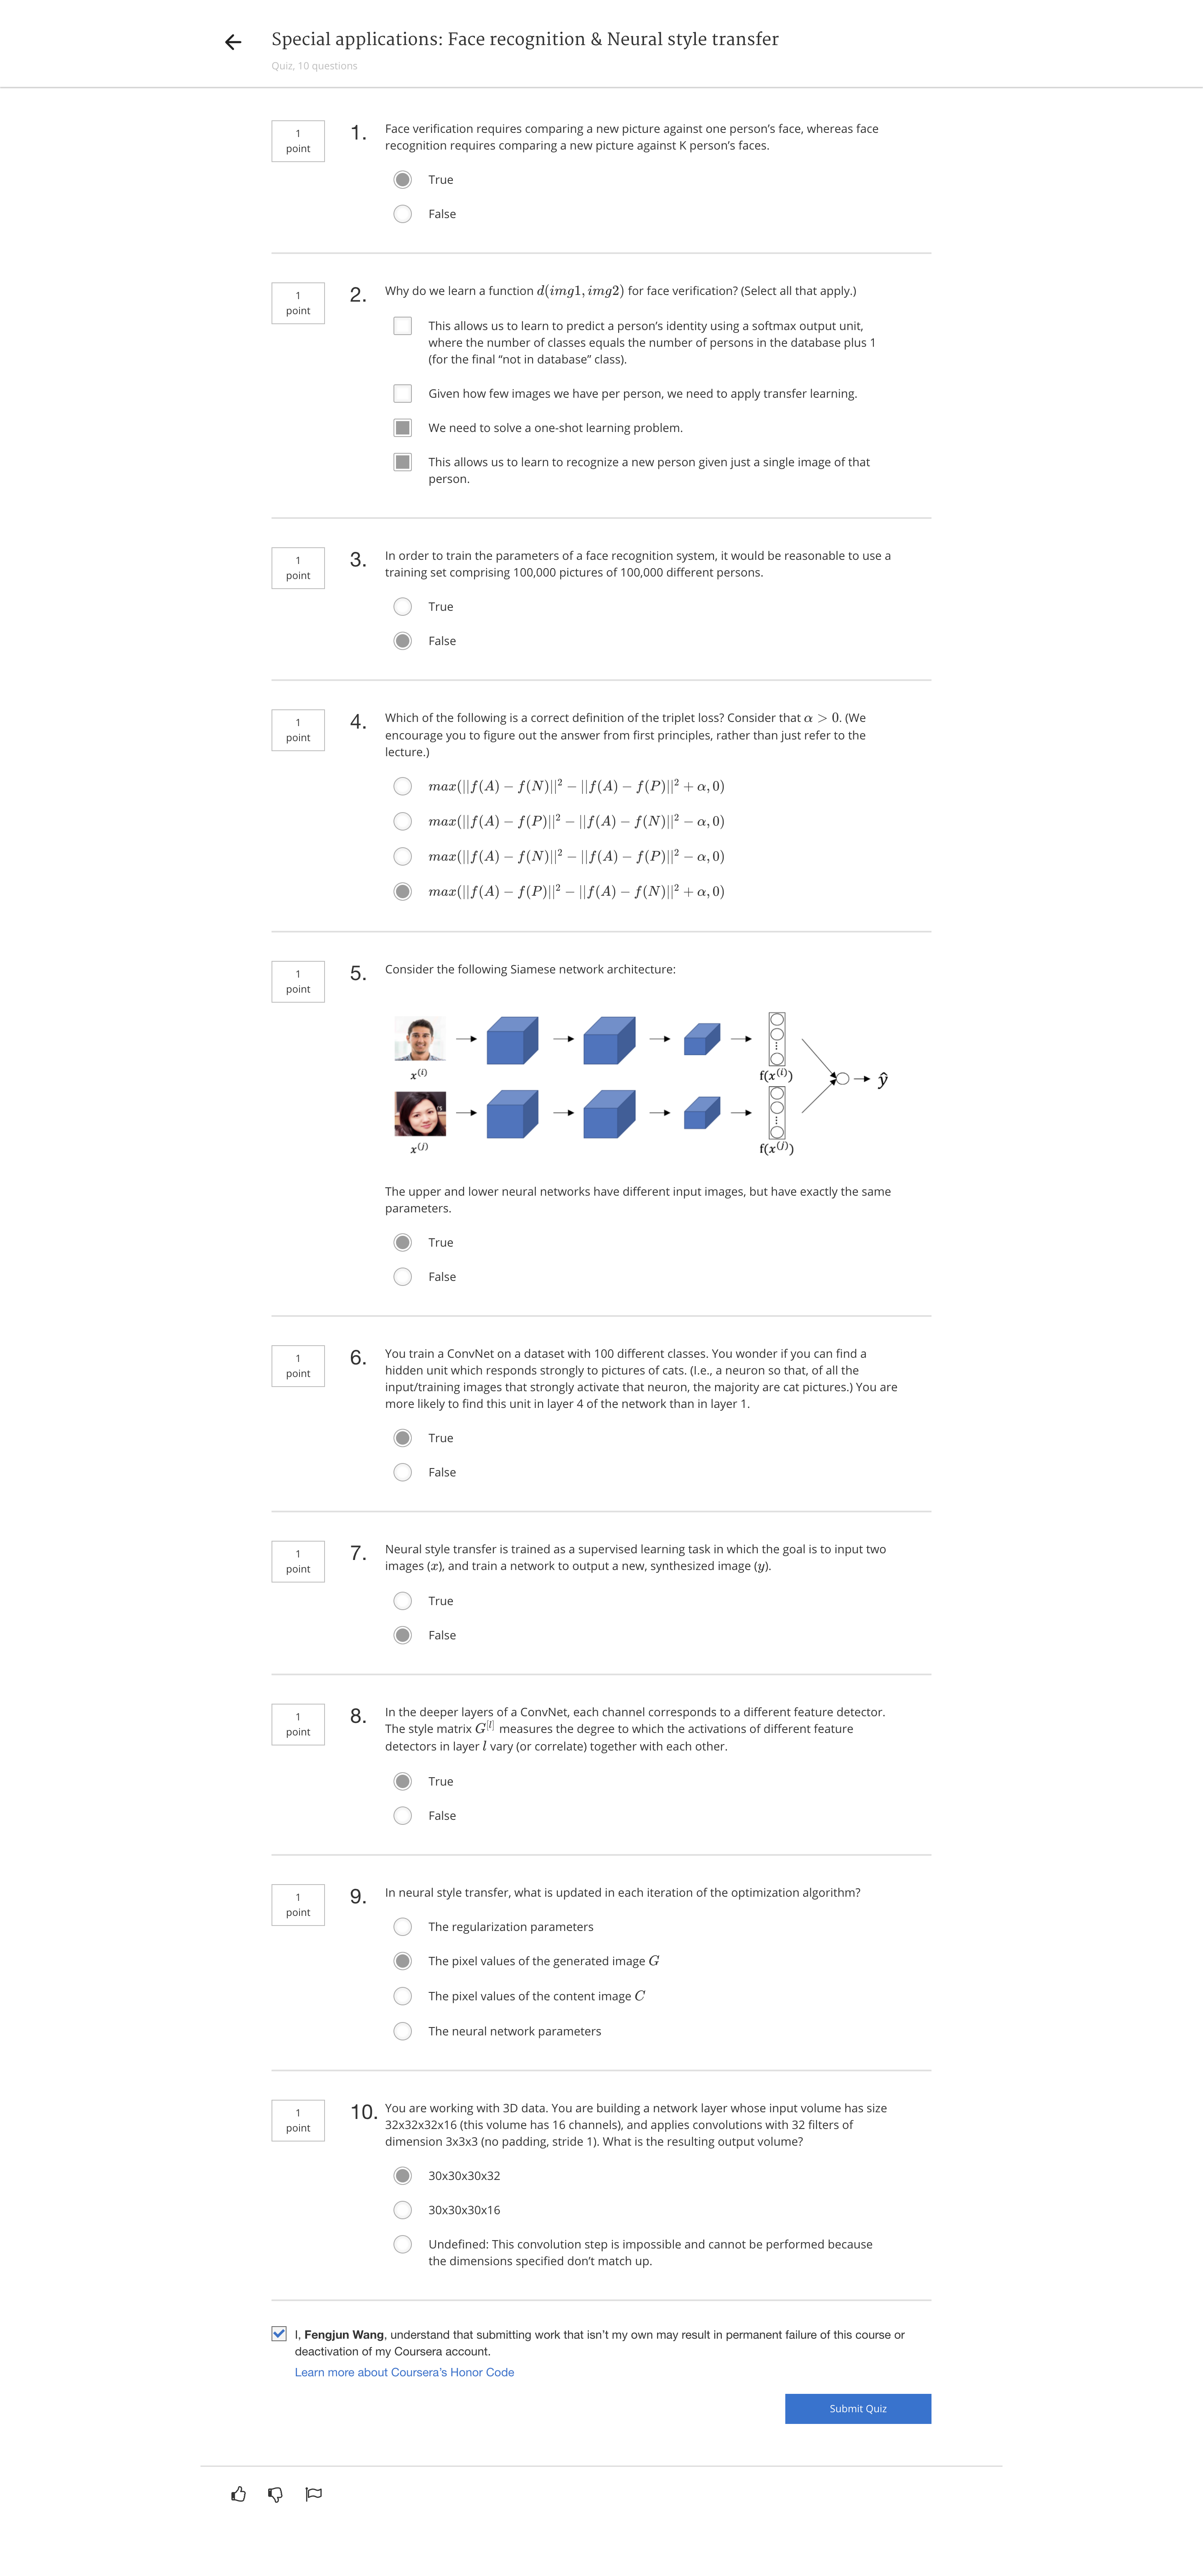 Special applications: Face recognition & Neural style transfer
Quiz, 10 questions
1
point
1.
Face verification requires comparing a new picture against one person's face, whereas face
recognition requires comparing a new picture against K person's faces.
True
False
1
point
2.
Why do we learn a function d(img1, img2) for face verification? (Select all that apply.)
This allows us to learn to predict a person's identity using a softmax output unit,
where the number of classes equals the number of persons in the database plus 1
(for the final “not in database” class).
Given how few images we have per person, we need to apply transfer learning.
We need to solve a one-shot learning problem.
This allows us to learn to recognize a new person given just a single image of that
person.
1
point
3.
In order to train the parameters of a face recognition system, it would be reasonable to use a
training set comprising 100,000 pictures of 100,000 different persons.
True
False
1
point
4.
Which of the following is a correct definition of the triplet loss? Consider that α > 0. (We
encourage you to figure out the answer from first principles, rather than just refer to the
lecture.)
max(||f(A) − f(N)||² − ||f(A) − f(P)||² + α, 0)
max(||f(A) − f(P)||² − ||f(A) − f(N)||² − α, 0)
max(||f(A) − f(N)||² − ||f(A) − f(P)||² − α, 0)
max(||f(A) − f(P)||² − ||f(A) − f(N)||² + α, 0)
1
point
5.
Consider the following Siamese network architecture:
x⁽ⁱ⁾
f(x⁽ⁱ⁾)
ŷ
x⁽ʲ⁾
f(x⁽ʲ⁾)
The upper and lower neural networks have different input images, but have exactly the same
parameters.
True
False
1
point
6.
You train a ConvNet on a dataset with 100 different classes. You wonder if you can find a
hidden unit which responds strongly to pictures of cats. (I.e., a neuron so that, of all the
input/training images that strongly activate that neuron, the majority are cat pictures.) You are
more likely to find this unit in layer 4 of the network than in layer 1.
True
False
1
point
7.
Neural style transfer is trained as a supervised learning task in which the goal is to input two
images (x), and train a network to output a new, synthesized image (y).
True
False
1
point
8.
In the deeper layers of a ConvNet, each channel corresponds to a different feature detector.
The style matrix G^[l] measures the degree to which the activations of different feature
detectors in layer l vary (or correlate) together with each other.
True
False
1
point
9.
In neural style transfer, what is updated in each iteration of the optimization algorithm?
The regularization parameters
The pixel values of the generated image G
The pixel values of the content image C
The neural network parameters
1
point
10.
You are working with 3D data. You are building a network layer whose input volume has size
32x32x32x16 (this volume has 16 channels), and applies convolutions with 32 filters of
dimension 3x3x3 (no padding, stride 1). What is the resulting output volume?
30x30x30x32
30x30x30x16
Undefined: This convolution step is impossible and cannot be performed because
the dimensions specified don't match up.
I, Fengjun Wang, understand that submitting work that isn't my own may result in permanent failure of this course or
deactivation of my Coursera account.
Learn more about Coursera's Honor Code
Submit Quiz